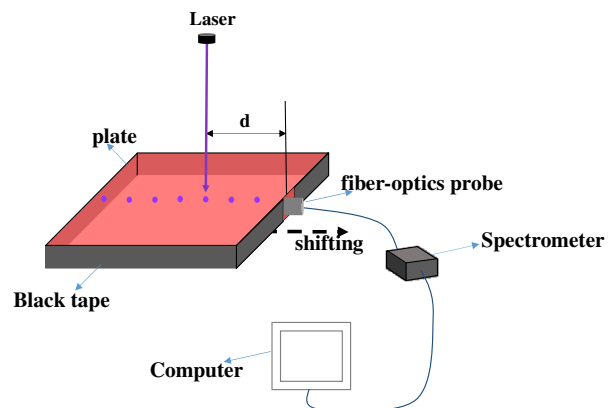 Laser
d
plate
fiber-optics probe
shifting
Spectrometer
Black tape
Computer